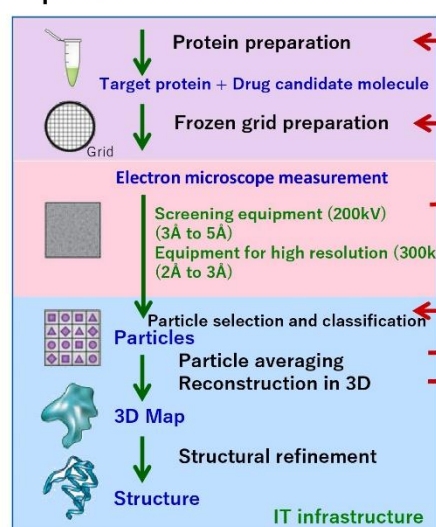 Protein preparation
Target protein + Drug candidate molecule
Frozen grid preparation
Grid
Electron microscope measurement
Screening equipment (200kV)
(3Å to 5Å)
Equipment for high resolution (300k
(2Å to 3Å)
Particle selection and classification
Particles
Particle averaging
Reconstruction in 3D
3D Map
Structural refinement
Structure
IT infrastructure